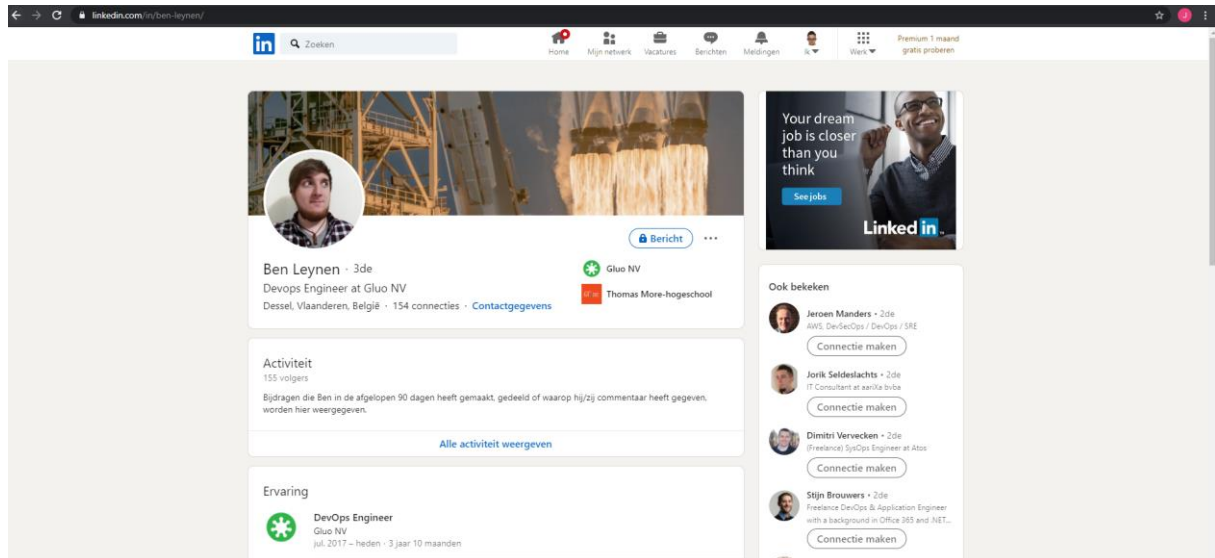 linkedin.com/in/ben-leynen/
in
Zoeken
Home
Mijn netwerk
Vacatures
Berichten
Meldingen
Ik
Werk
Premium 1 maand
gratis proberen
Bericht
Ben Leynen · 3de
Devops Engineer at Gluo NV
Dessel, Vlaanderen, België · 154 connecties · Contactgegevens
Gluo NV
Thomas More-hogeschool
Activiteit
155 volgers
Bijdragen die Ben in de afgelopen 90 dagen heeft gemaakt, gedeeld of waarop hij/zij commentaar heeft gegeven,
worden hier weergegeven.
Alle activiteit weergeven
Ervaring
DevOps Engineer
Gluo NV
jul. 2017 – heden · 3 jaar 10 maanden
Your dream
job is closer
than you
think
See jobs
Linked in
Ook bekeken
Jeroen Manders • 2de
AWS, DevSecOps / DevOps / SRE
Connectie maken
Jorik Seldeslachts • 2de
IT Consultant at aariXa bvba
Connectie maken
Dimitri Vervecken • 2de
(Freelance) SysOps Engineer at Atos
Connectie maken
Stijn Brouwers • 2de
Freelance DevOps & Application Engineer
with a background in Office 365 and .NET...
Connectie maken